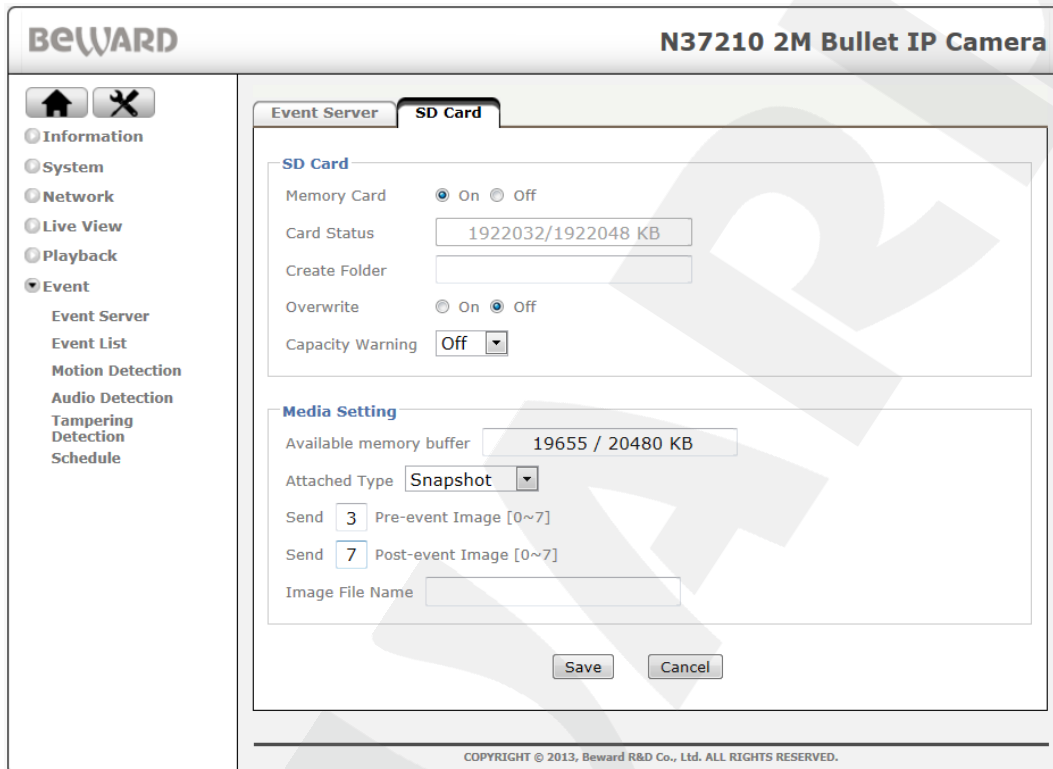 BEWARD
N37210 2M Bullet IP Camera
Information
System
Network
Live View
Playback
Event
Event Server
Event List
Motion Detection
Audio Detection
Tampering
Detection
Schedule
Event Server SD Card
SD Card
Memory Card On Off
Card Status 1922032/1922048 KB
Create Folder
Overwrite On Off
Capacity Warning Off
Media Setting
Available memory buffer 19655 / 20480 KB
Attached Type Snapshot
Send 3 Pre-event Image [0~7]
Send 7 Post-event Image [0~7]
Image File Name
Save Cancel
COPYRIGHT © 2013, Beward R&D Co., Ltd. ALL RIGHTS RESERVED.